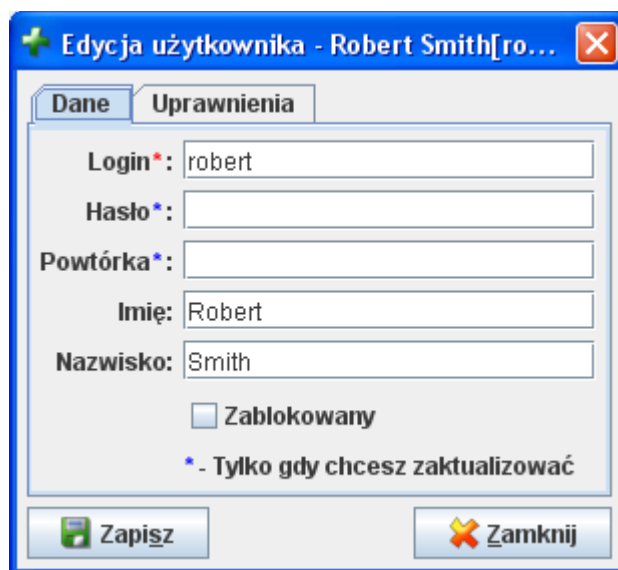 Edycja użytkownika - Robert Smith[ro...
Dane Uprawnienia
Login*: robert
Hasło*:
Powtórka*:
Imię: Robert
Nazwisko: Smith
Zablokowany
* - Tylko gdy chcesz zaktualizować
Zapisz Zamknij